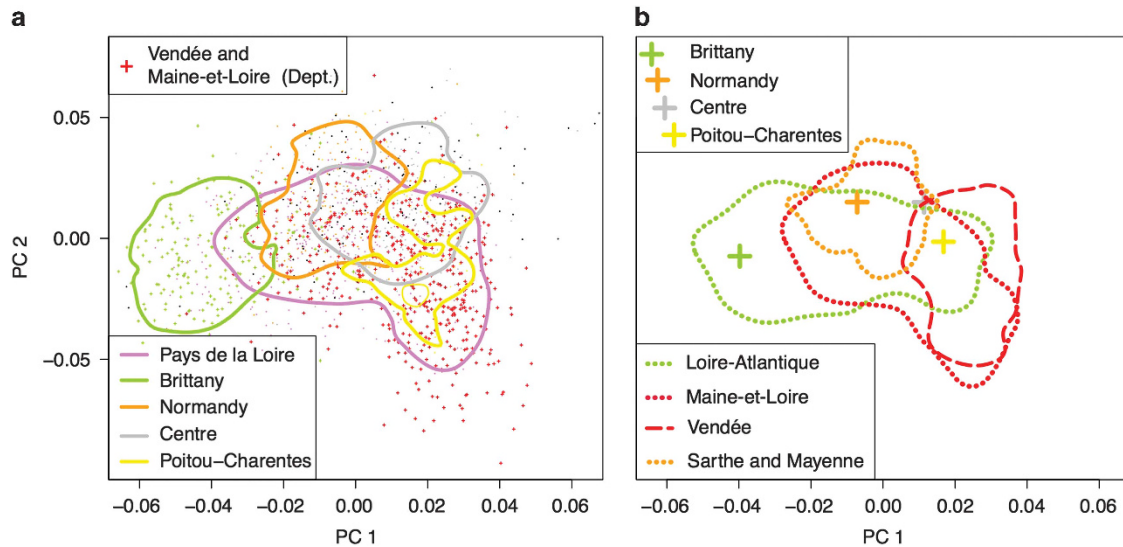 a
Vendée and
Maine-et-Loire (Dept.)
PC 2
0.05
0.00
−0.05
Pays de la Loire
Brittany
Normandy
Centre
Poitou−Charentes
−0.06 −0.04 −0.02 0.00 0.02 0.04 0.06
PC 1
b
Brittany
Normandy
Centre
Poitou−Charentes
Loire-Atlantique
Maine-et-Loire
Vendée
Sarthe and Mayenne
−0.06 −0.04 −0.02 0.00 0.02 0.04 0.06
PC 1